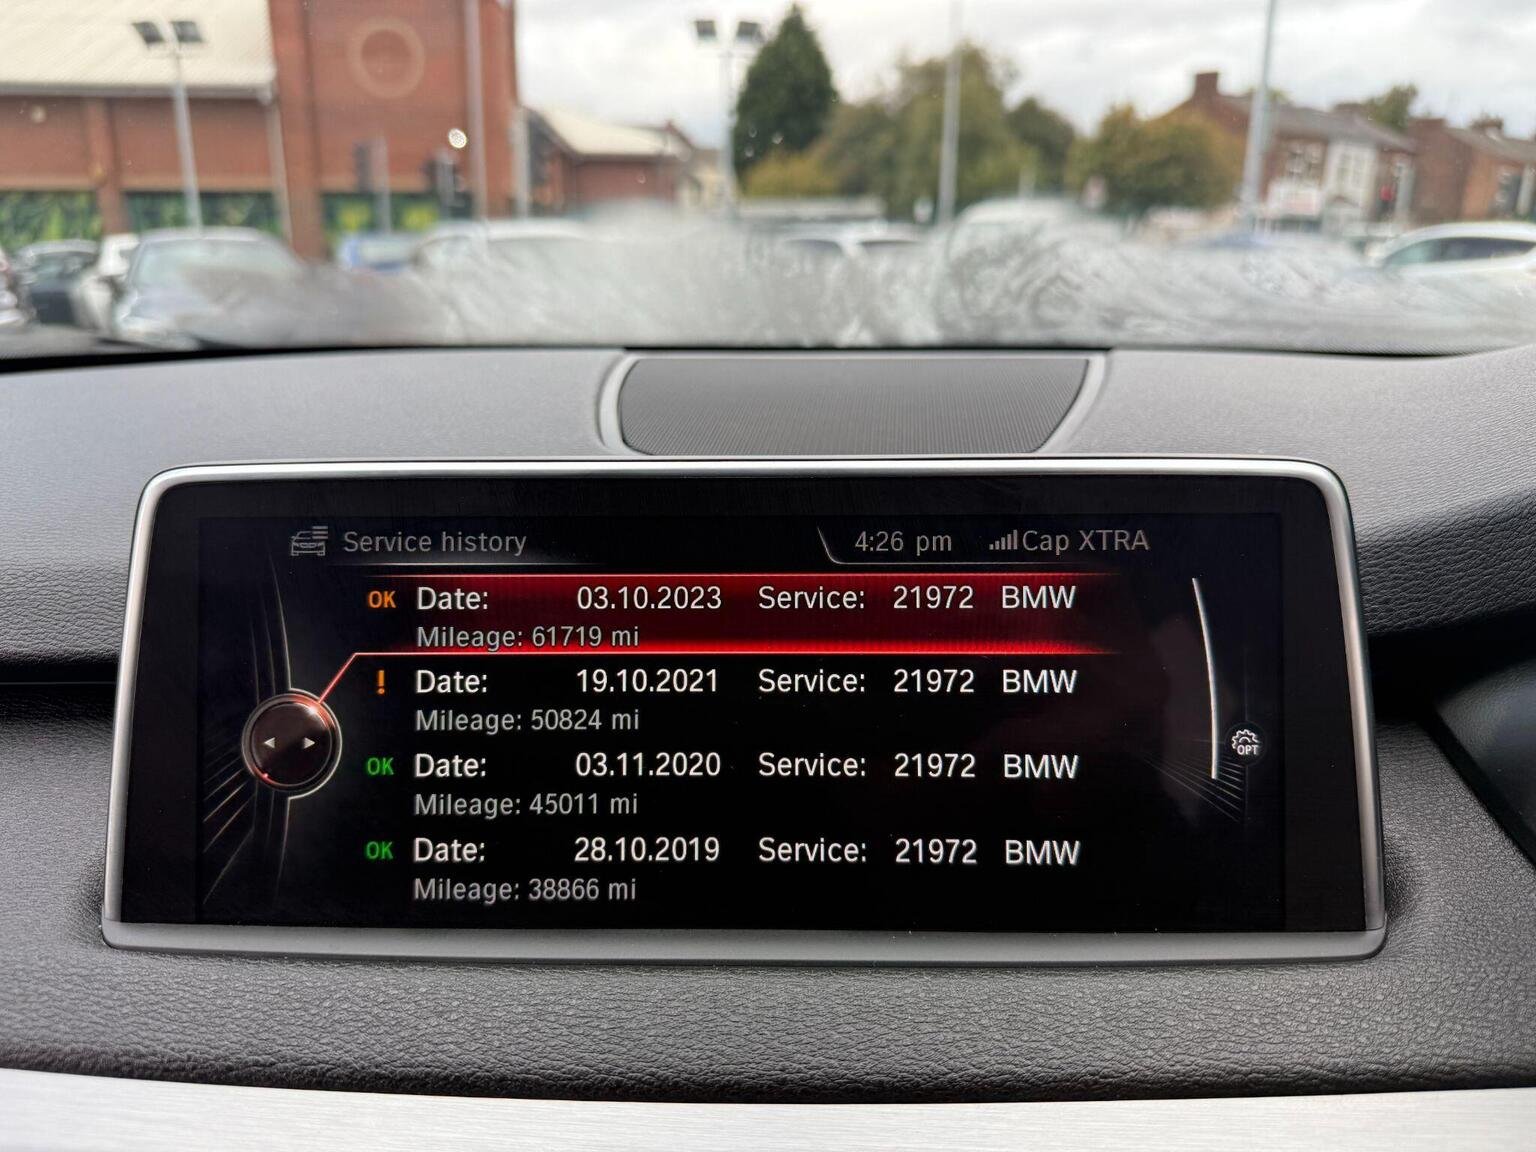 Service history 4:26 pm Cap XTRA
OK Date: 03.10.2023 Service: 21972 BMW
Mileage: 61719 mi
! Date: 19.10.2021 Service: 21972 BMW
Mileage: 50824 mi
OK Date: 03.11.2020 Service: 21972 BMW
Mileage: 45011 mi
OPT
OK Date: 28.10.2019 Service: 21972 BMW
Mileage: 38866 mi